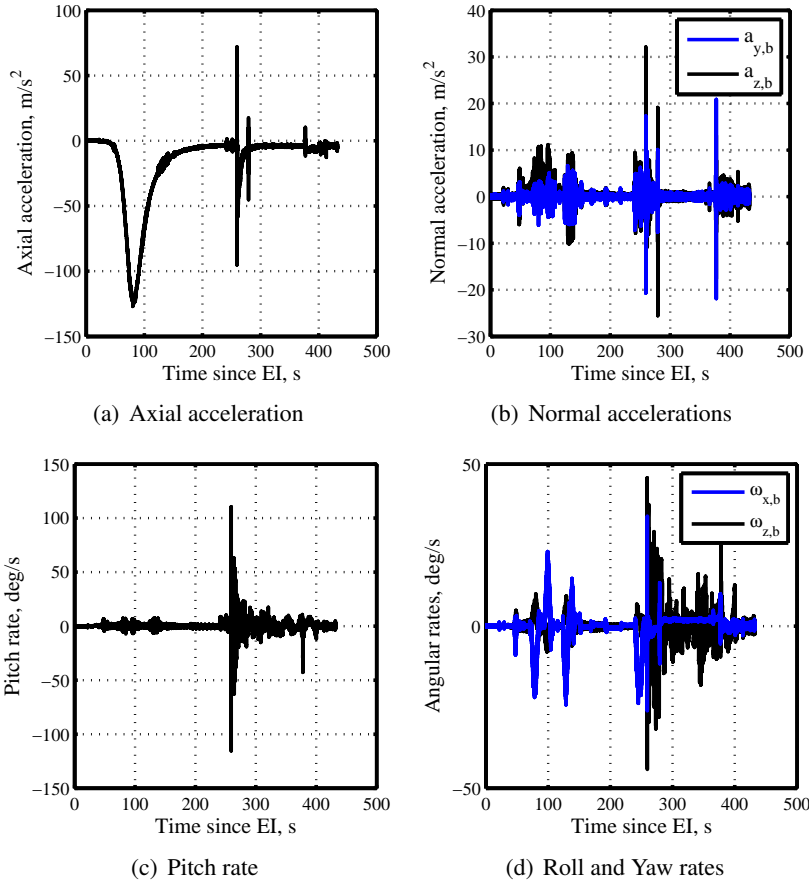 100
50
0
−50
−100
−150
0 100 200 300 400 500
Axial acceleration, m/s²
Time since EI, s
(a) Axial acceleration
40
30
20
10
0
−10
−20
−30
0 100 200 300 400 500
Normal acceleration, m/s²
Time since EI, s
a_y,b
a_z,b
(b) Normal accelerations
150
100
50
0
−50
−100
−150
0 100 200 300 400 500
Pitch rate, deg/s
Time since EI, s
(c) Pitch rate
50
0
−50
0 100 200 300 400 500
Angular rates, deg/s
Time since EI, s
ω_x,b
ω_z,b
(d) Roll and Yaw rates